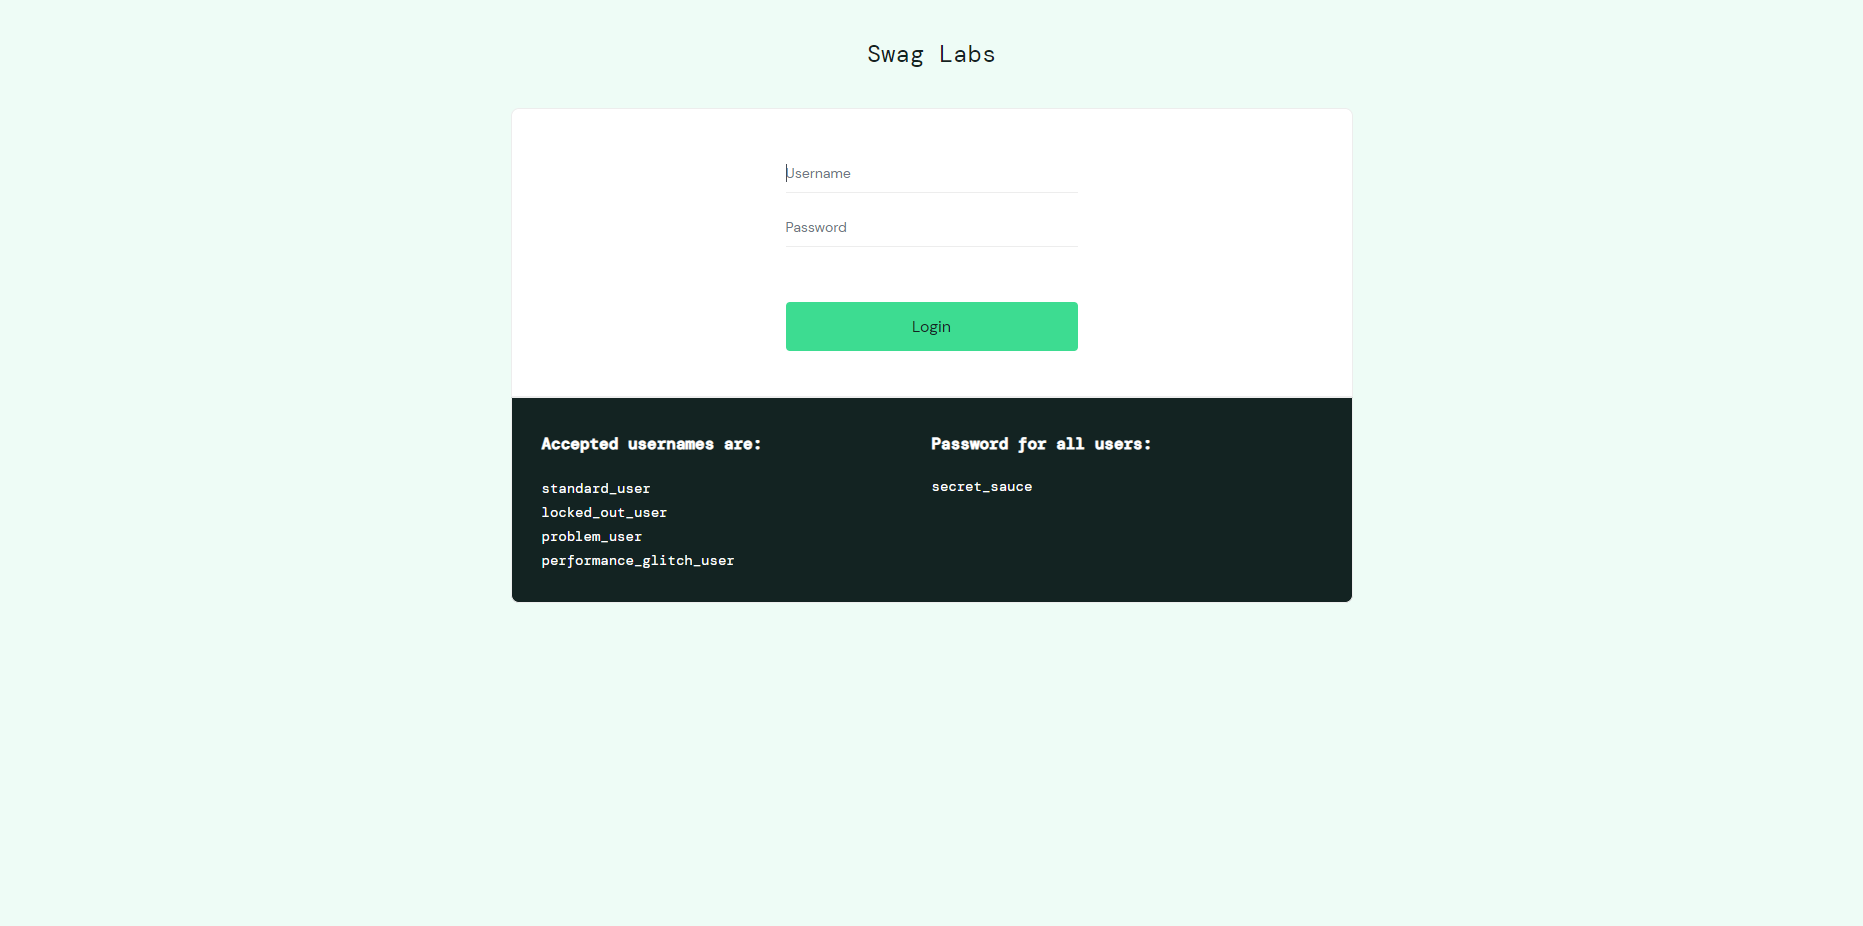 Swag Labs
Username
Password
Login
Accepted usernames are:
standard_user
locked_out_user
problem_user
performance_glitch_user
Password for all users:
secret_sauce